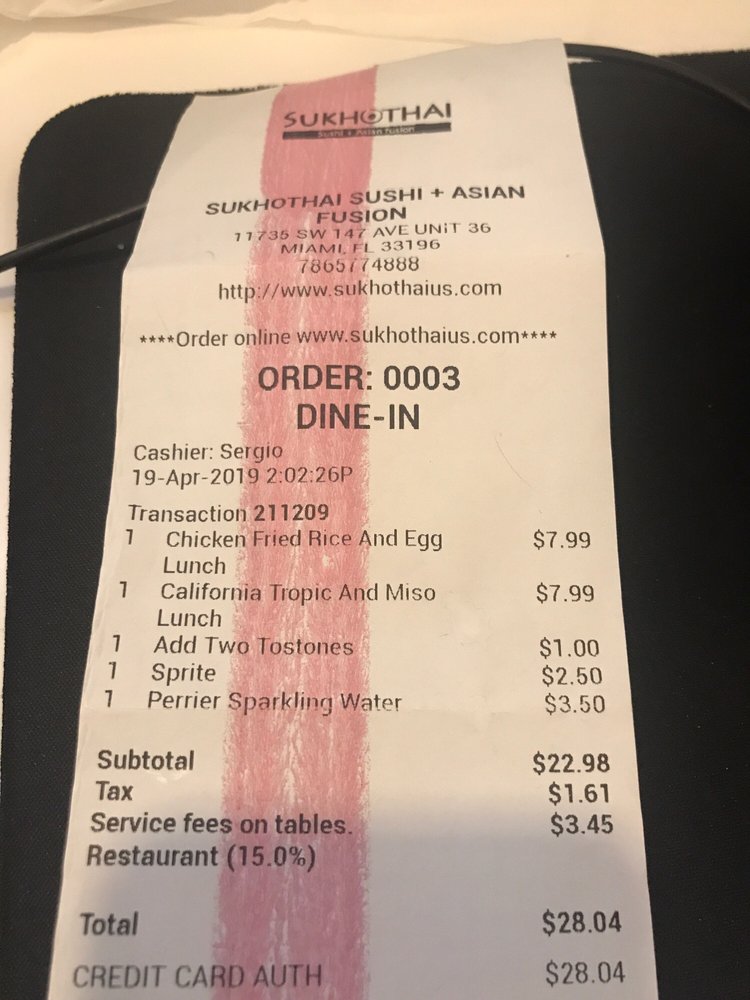 SUKHOTHAI
Sushi + Asian Fusion
SUKHOTHAI SUSHI + ASIAN
FUSION
11735 SW 147 AVE UNIT 36
MIAMI, FL 33196
7865774888
http://www.sukhothaius.com
****Order online www.sukhothaius.com****
ORDER: 0003
DINE-IN
Cashier: Sergio
19-Apr-2019 2:02:26P
Transaction 211209
1 Chicken Fried Rice And Egg $7.99
Lunch
1 California Tropic And Miso $7.99
Lunch
1 Add Two Tostones $1.00
1 Sprite $2.50
1 Perrier Sparkling Water $3.50
Subtotal $22.98
Tax $1.61
Service fees on tables. $3.45
Restaurant (15.0%)
Total $28.04
CREDIT CARD AUTH $28.04